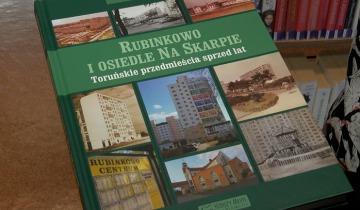 RUBINKOWO
I OSIEDLE NA SKARPIE
Toruńskie przedmieścia sprzed lat
RUBINKOWO
CENTRUM